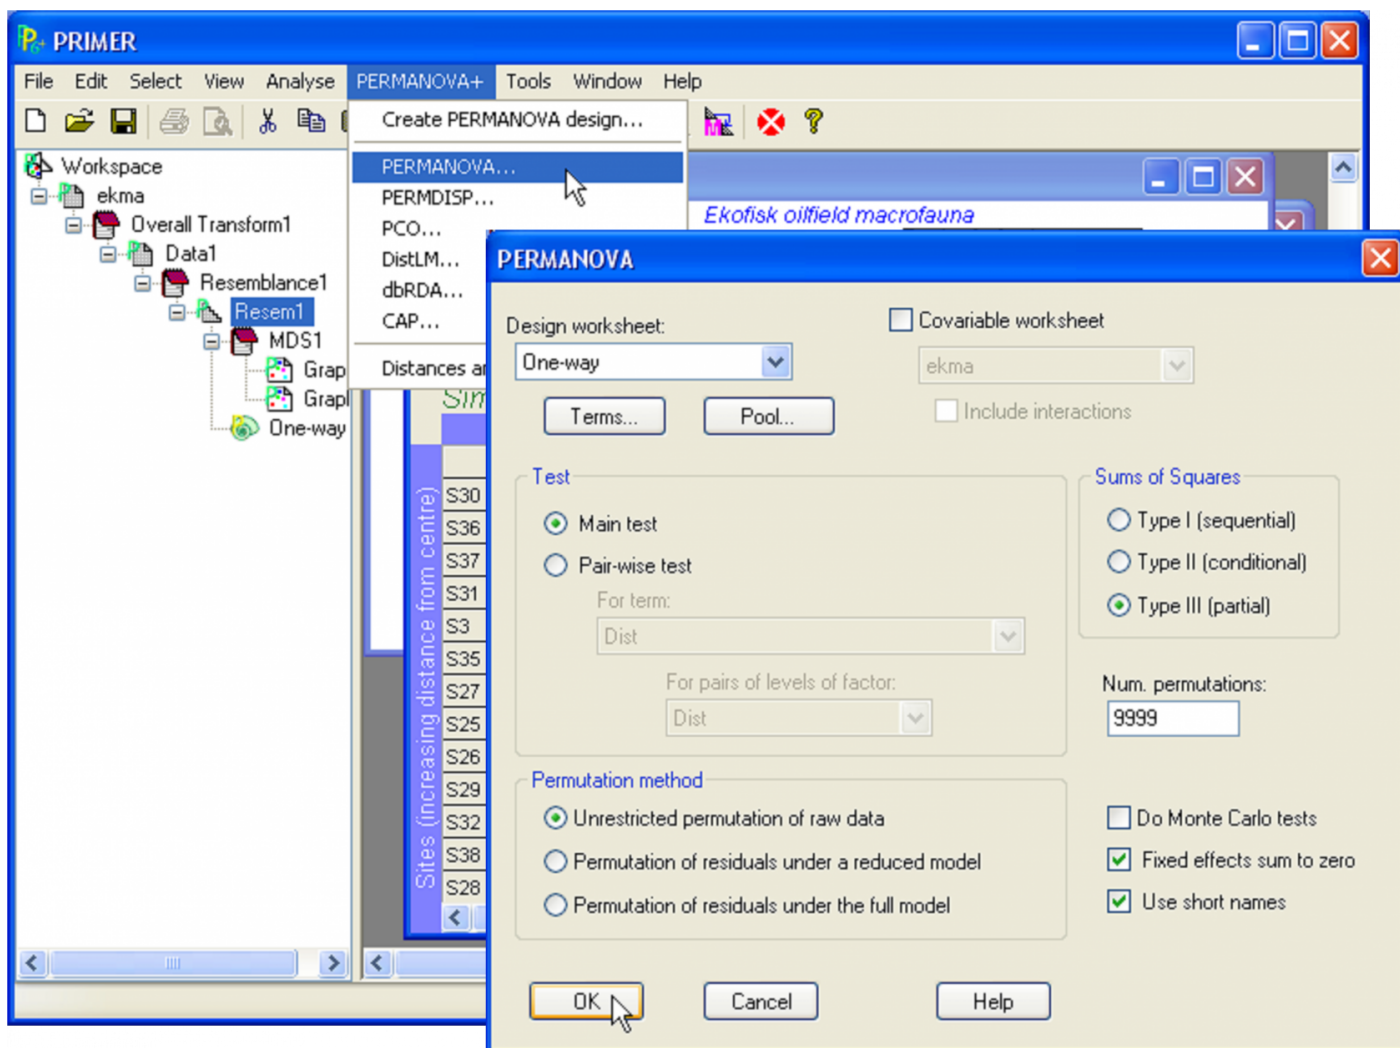 PRIMER
File Edit Select View Analyse PERMANOVA+ Tools Window Help
Create PERMANOVA design...
PERMANOVA...
PERMDISP...
PCO...
DistLM...
dbRDA...
CAP...
Distances
Workspace
ekma
Overall Transform1
Data1
Resemblance1
Resem1
MDS1
Grap
Grapl
One-way
Ekofisk oilfield macrofauna
Sim
Sites (increasing distance from centre)
S30
S36
S37
S31
S3
S35
S27
S25
S26
S29
S32
S38
S28
PERMANOVA
Design worksheet:
One-way
Terms...
Pool...
Covariable worksheet
ekma
Include interactions
Test
Main test
Pair-wise test
For term:
Dist
For pairs of levels of factor:
Dist
Sums of Squares
Type I (sequential)
Type II (conditional)
Type III (partial)
Num. permutations:
9999
Permutation method
Unrestricted permutation of raw data
Permutation of residuals under a reduced model
Permutation of residuals under the full model
Do Monte Carlo tests
Fixed effects sum to zero
Use short names
OK
Cancel
Help